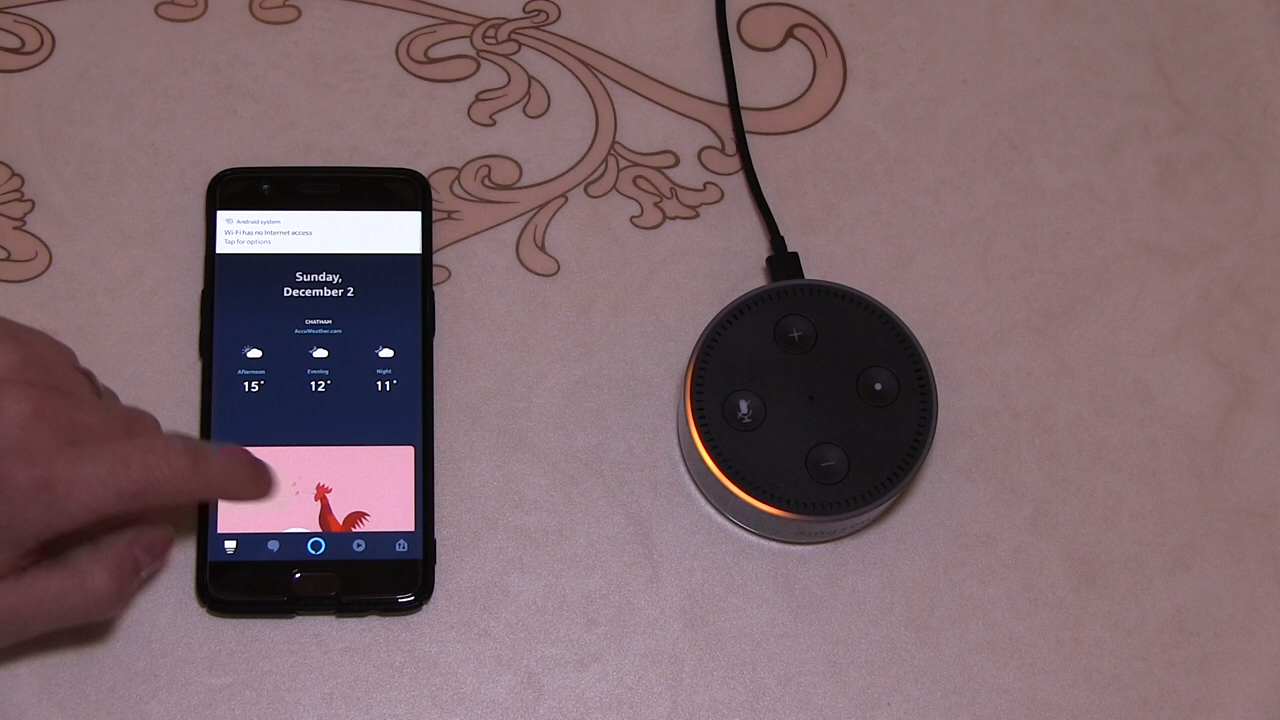 Android system
Wi-Fi has no Internet access
Tap for options
Sunday,
December 2
CHATHAM
AccuWeather.com
Afternoon Evening Night
15° 12° 11°